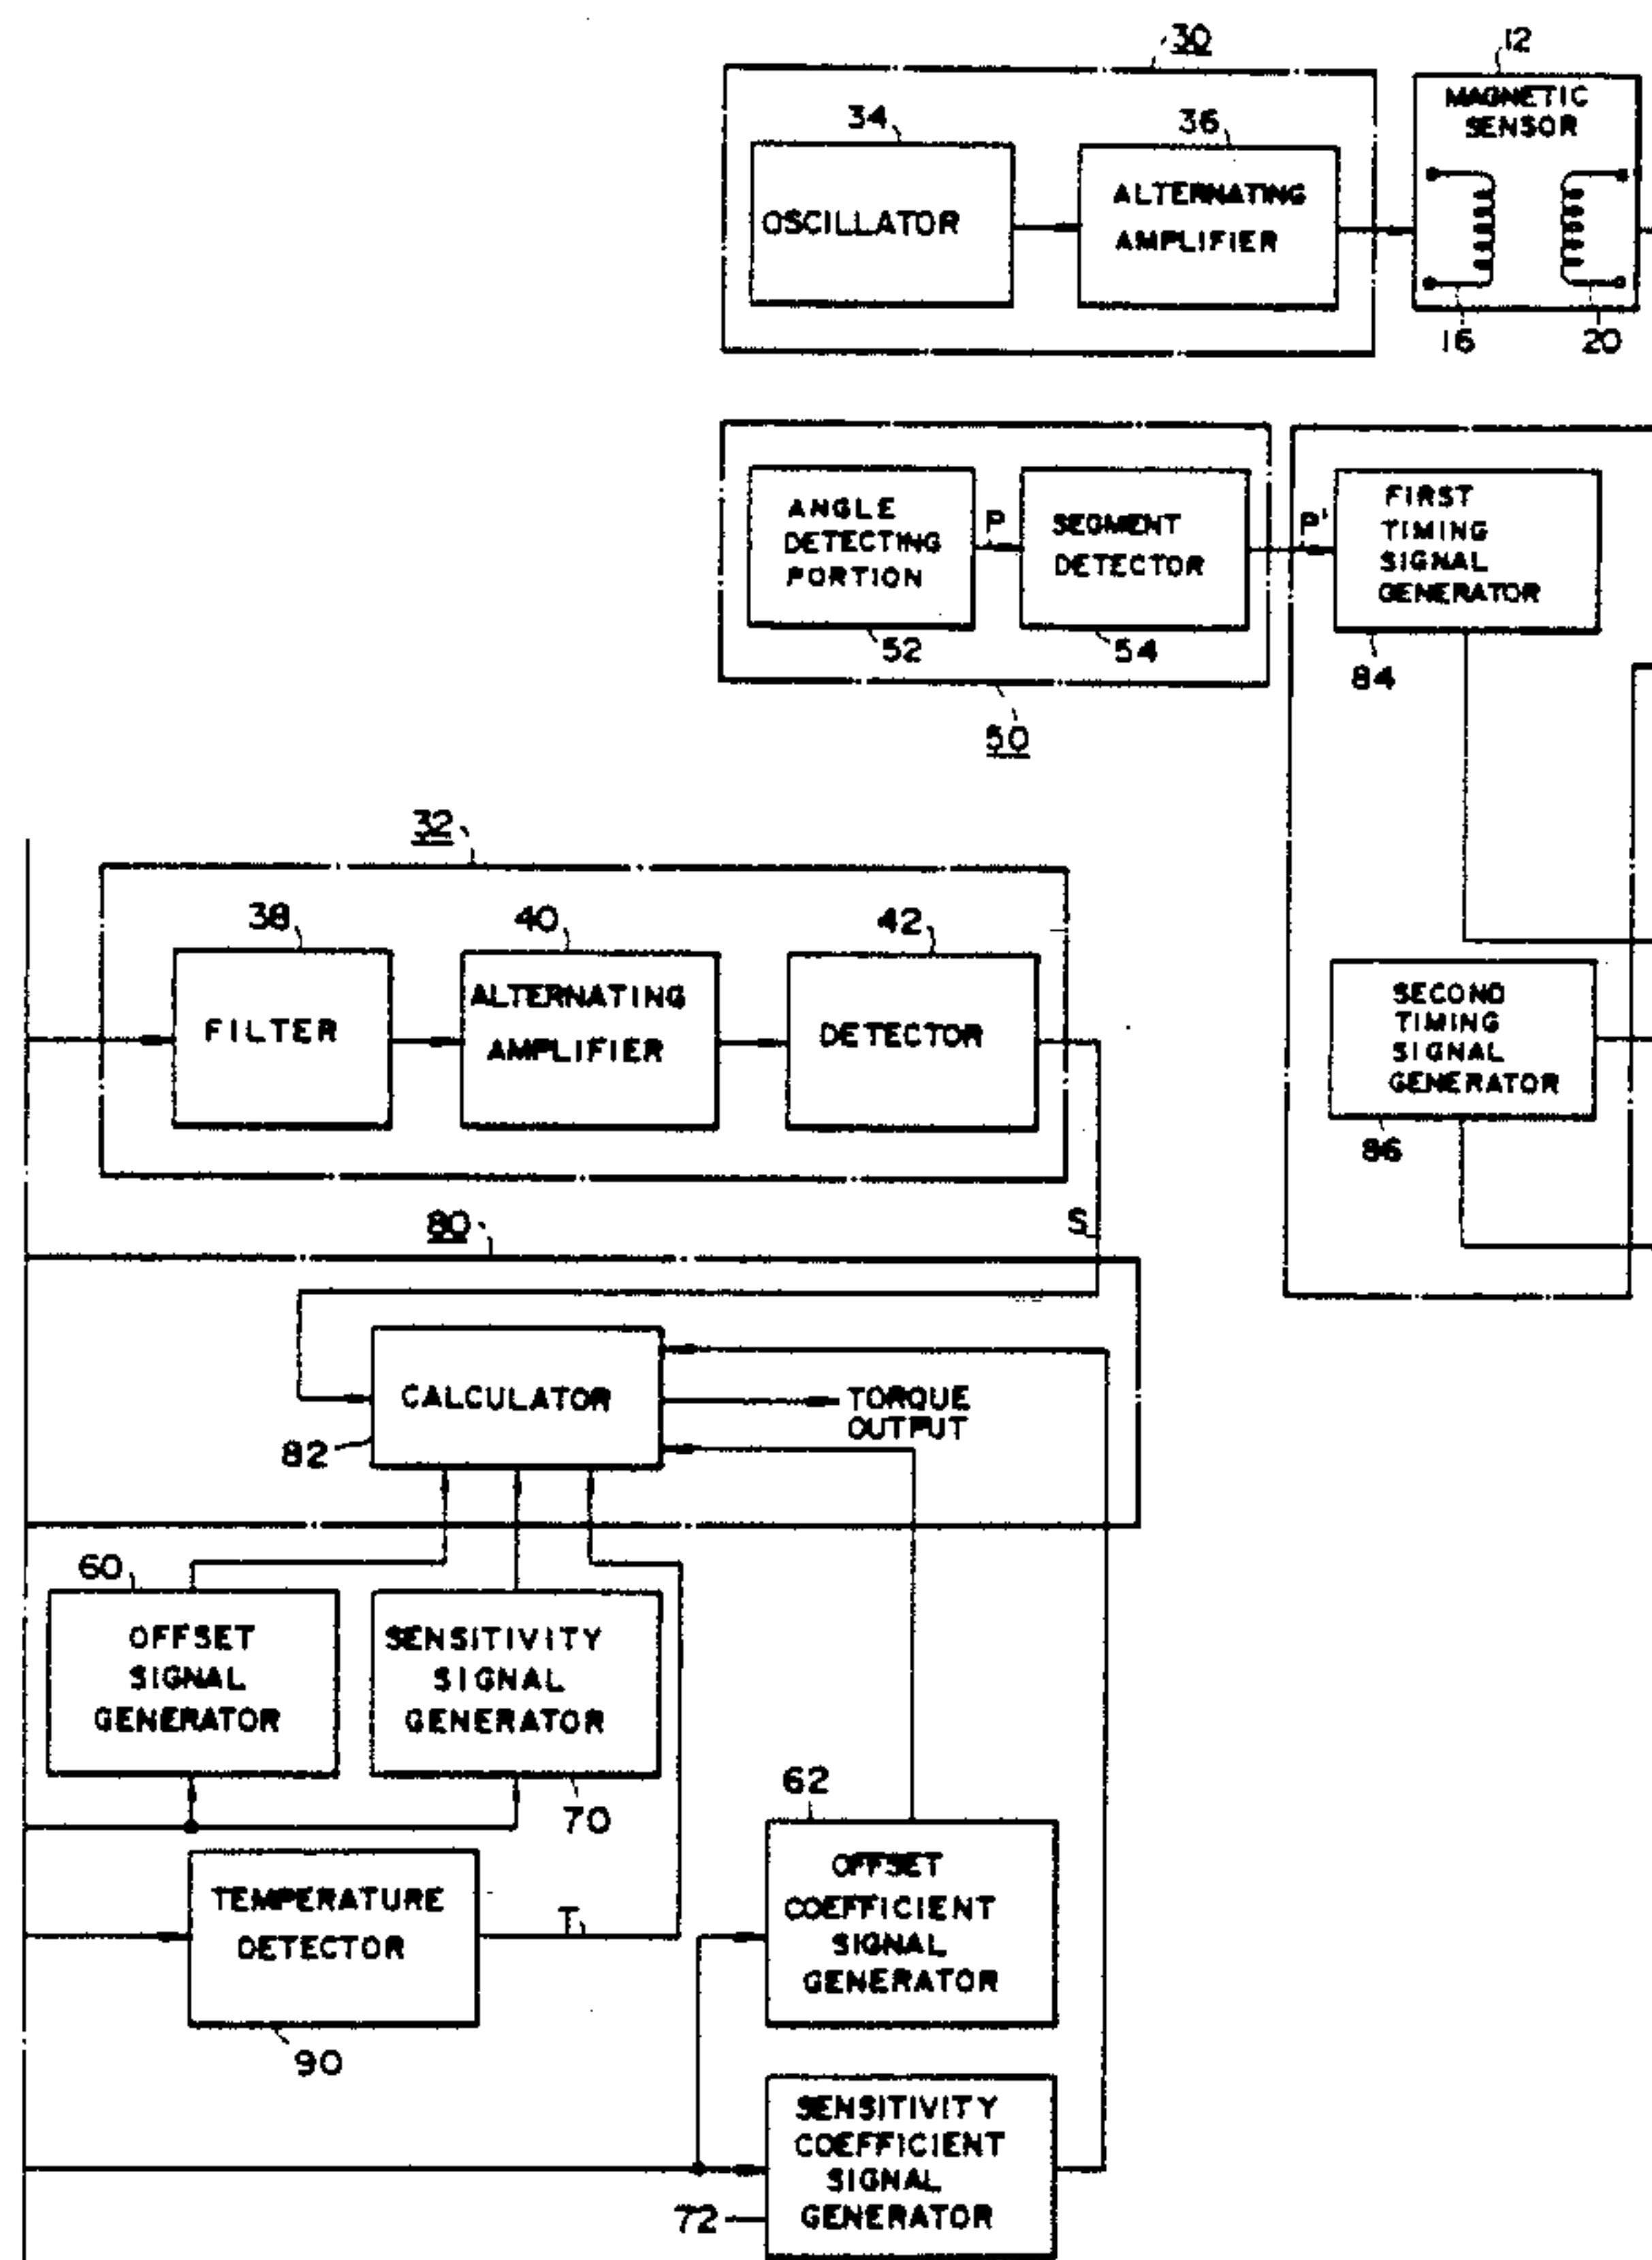 30
12
34
36
MAGNETIC
SENSOR
OSCILLATOR
ALTERNATING
AMPLIFIER
16
20
ANGLE
DETECTING
PORTION
P
SEGMENT
DETECTOR
P'
FIRST
TIMING
SIGNAL
GENERATOR
52
54
84
50
32
38
40
42
FILTER
ALTERNATING
AMPLIFIER
DETECTOR
SECOND
TIMING
SIGNAL
GENERATOR
86
S
80
CALCULATOR
TORQUE
OUTPUT
82
60
OFFSET
SIGNAL
GENERATOR
SENSITIVITY
SIGNAL
GENERATOR
70
62
TEMPERATURE
DETECTOR
T
90
OFFSET
COEFFICIENT
SIGNAL
GENERATOR
SENSITIVITY
COEFFICIENT
SIGNAL
GENERATOR
72